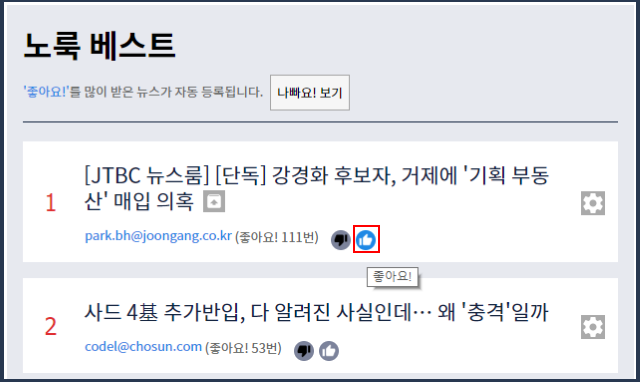 노룩 베스트
'좋아요!'를 많이 받은 뉴스가 자동 등록됩니다. 나빠요! 보기
1 [JTBC 뉴스룸] [단독] 강경화 후보자, 거제에 '기획 부동
산' 매입 의혹
park.bh@joongang.co.kr (좋아요! 111번)
좋아요!
2 사드 4基 추가반입, 다 알려진 사실인데… 왜 '충격'일까
codel@chosun.com (좋아요! 53번)